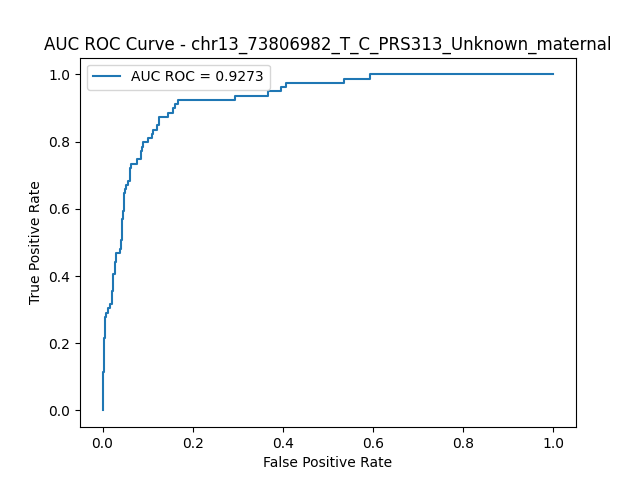 AUC ROC Curve - chr13_73806982_T_C_PRS313_Unknown_maternal
AUC ROC = 0.9273
1.0
0.8
0.6
0.4
0.2
0.0
True Positive Rate
0.0 0.2 0.4 0.6 0.8 1.0
False Positive Rate